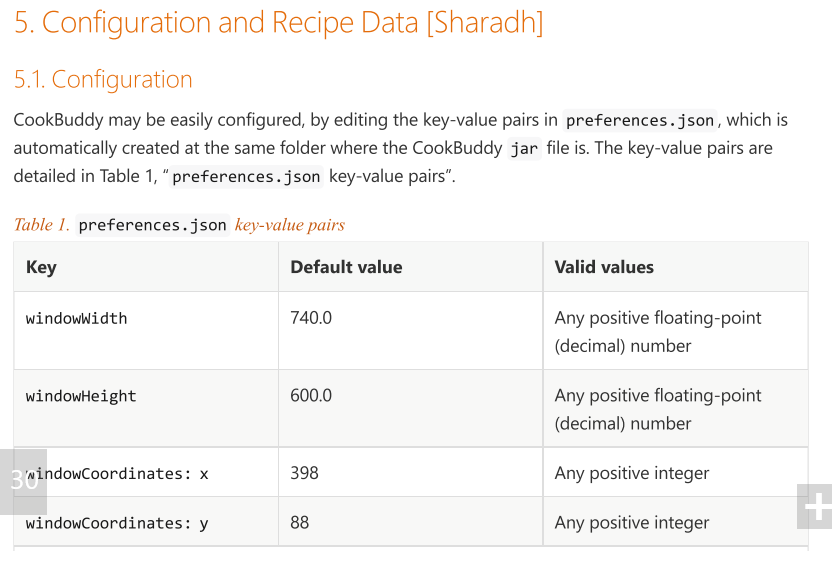 5. Configuration and Recipe Data [Sharadh]
5.1. Configuration
CookBuddy may be easily configured, by editing the key-value pairs in preferences.json, which is
automatically created at the same folder where the CookBuddy jar file is. The key-value pairs are
detailed in Table 1, “preferences.json key-value pairs”.
Table 1. preferences.json key-value pairs
Key Default value Valid values
windowWidth 740.0 Any positive floating-point
(decimal) number
windowHeight 600.0 Any positive floating-point
(decimal) number
windowCoordinates: x 398 Any positive integer
30
windowCoordinates: y 88 Any positive integer
+